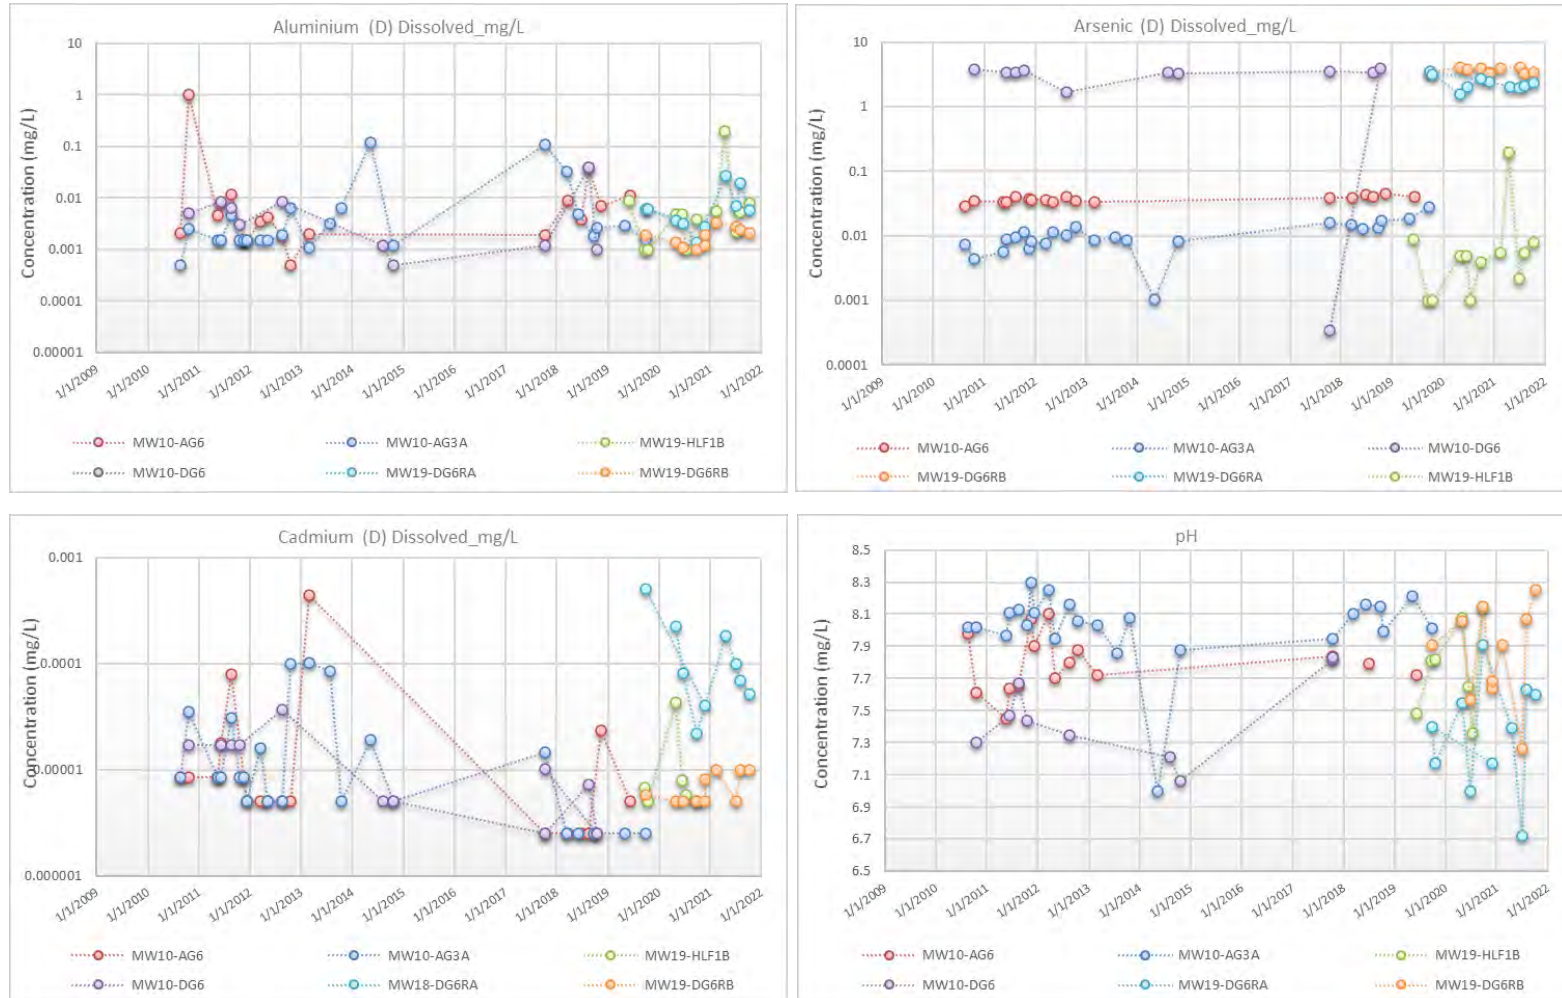 Aluminium (D) Dissolved_mg/L
Concentration (mg/L)
10
1
0.1
0.01
0.001
0.0001
0.00001
1/1/2009 1/1/2010 1/1/2011 1/1/2012 1/1/2013 1/1/2014 1/1/2015 1/1/2016 1/1/2017 1/1/2018 1/1/2019 1/1/2020 1/1/2021 1/1/2022
MW10-AG6 MW10-AG3A MW19-HLF1B
MW10-DG6 MW19-DG6RA MW19-DG6RB
Arsenic (D) Dissolved_mg/L
Concentration (mg/L)
10
1
0.1
0.01
0.001
0.0001
1/1/2009 1/1/2010 1/1/2011 1/1/2012 1/1/2013 1/1/2014 1/1/2015 1/1/2016 1/1/2017 1/1/2018 1/1/2019 1/1/2020 1/1/2021 1/1/2022
MW10-AG6 MW10-AG3A MW10-DG6
MW19-DG6RB MW19-DG6RA MW19-HLF1B
Cadmium (D) Dissolved_mg/L
Concentration (mg/L)
0.001
0.0001
0.00001
0.000001
1/1/2009 1/1/2010 1/1/2011 1/1/2012 1/1/2013 1/1/2014 1/1/2015 1/1/2016 1/1/2017 1/1/2018 1/1/2019 1/1/2020 1/1/2021 1/1/2022
MW10-AG6 MW10-AG3A MW19-HLF1B
MW10-DG6 MW18-DG6RA MW19-DG6RB
pH
Concentration (mg/L)
8.5
8.3
8.1
7.9
7.7
7.5
7.3
7.1
6.9
6.7
6.5
1/1/2009 1/1/2010 1/1/2011 1/1/2012 1/1/2013 1/1/2014 1/1/2015 1/1/2016 1/1/2017 1/1/2018 1/1/2019 1/1/2020 1/1/2021 1/1/2022
MW10-AG6 MW10-AG3A MW19-HLF1B
MW10-DG6 MW19-DG6RA MW19-DG6RB